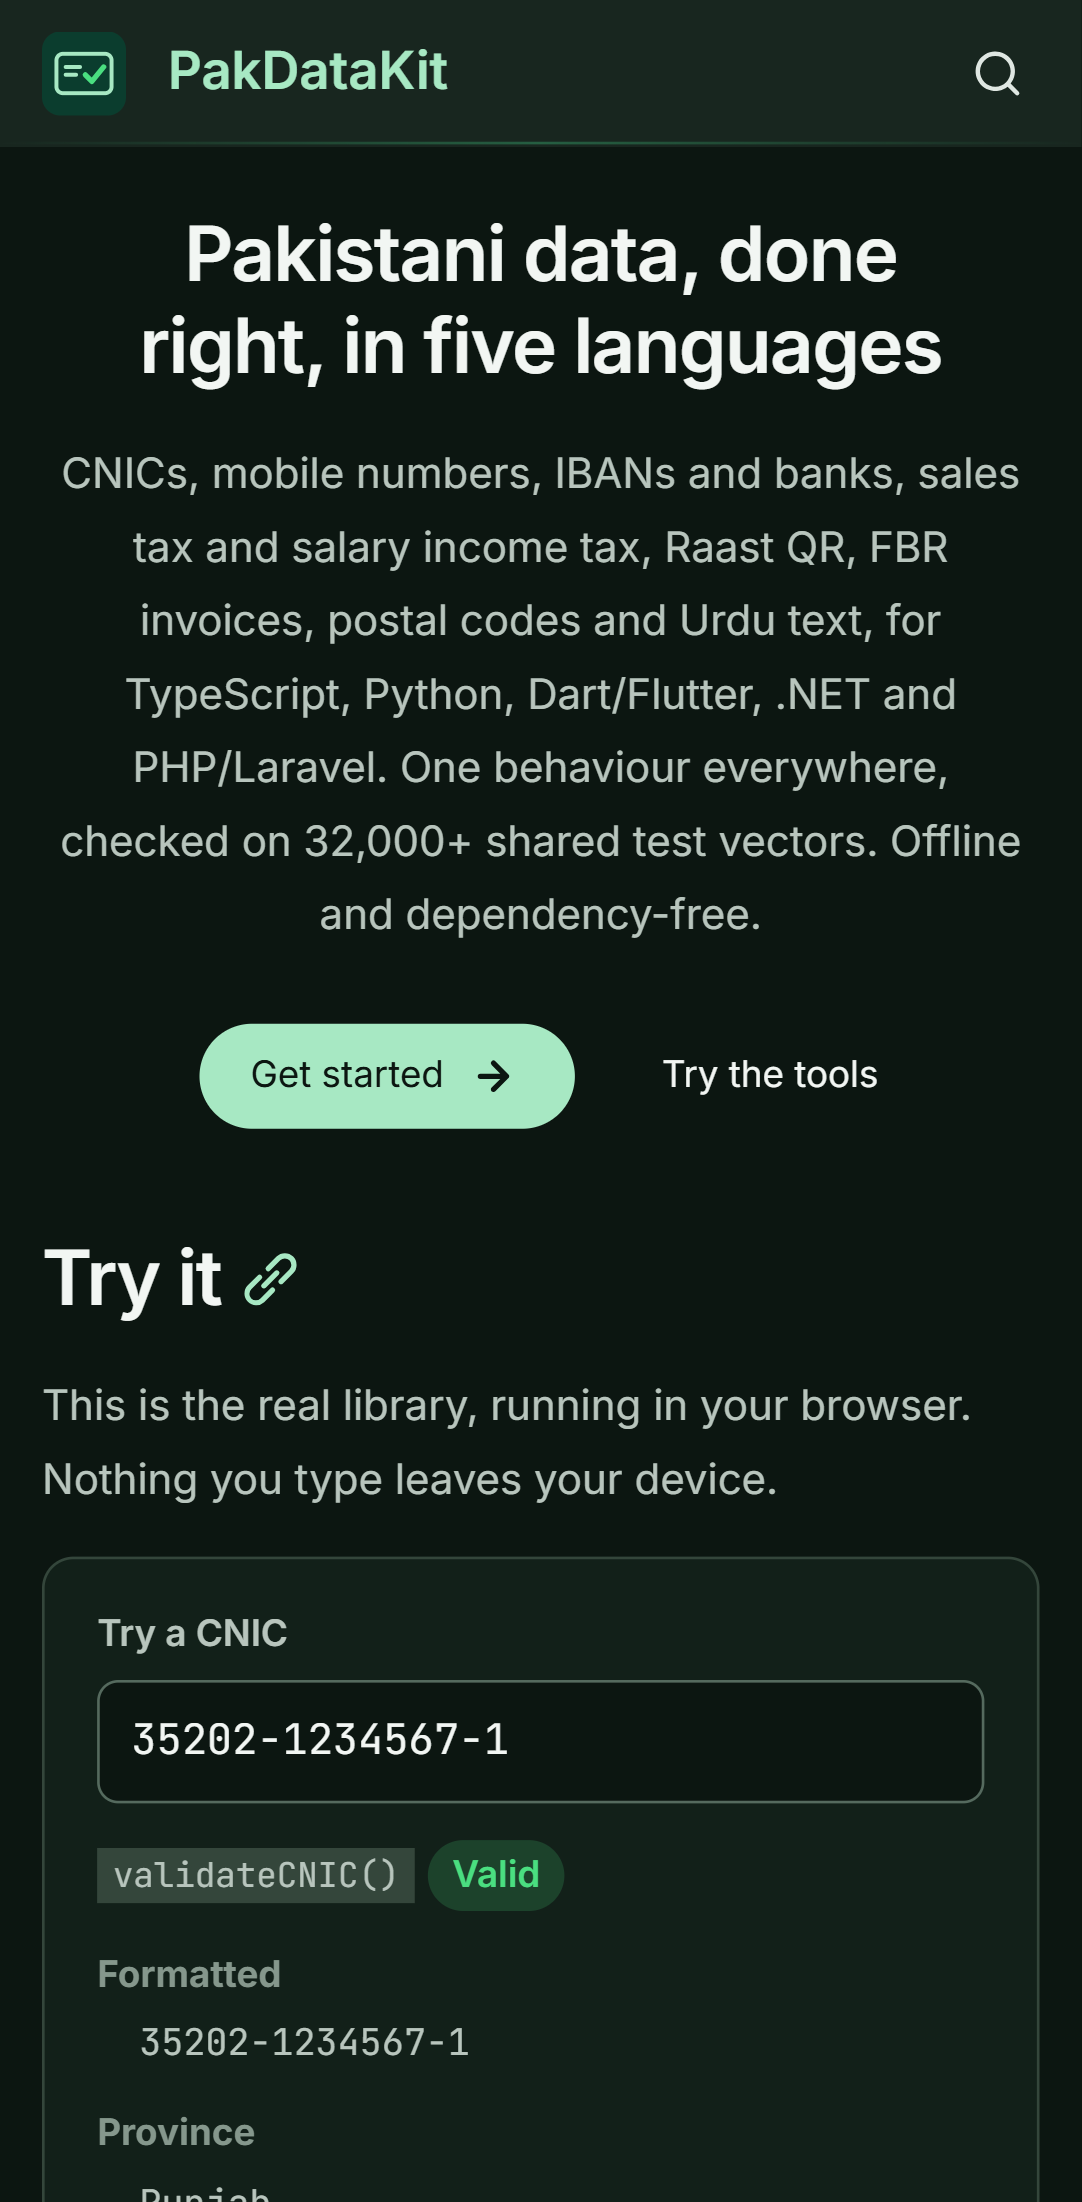 PakDataKit
Pakistani data, done
right, in five languages
CNICs, mobile numbers, IBANs and banks, sales
tax and salary income tax, Raast QR, FBR
invoices, postal codes and Urdu text, for
TypeScript, Python, Dart/Flutter, .NET and
PHP/Laravel. One behaviour everywhere,
checked on 32,000+ shared test vectors. Offline
and dependency-free.
Get started
Try the tools
Try it
This is the real library, running in your browser.
Nothing you type leaves your device.
Try a CNIC
35202-1234567-1
validateCNIC() Valid
Formatted
35202-1234567-1
Province
Punjab